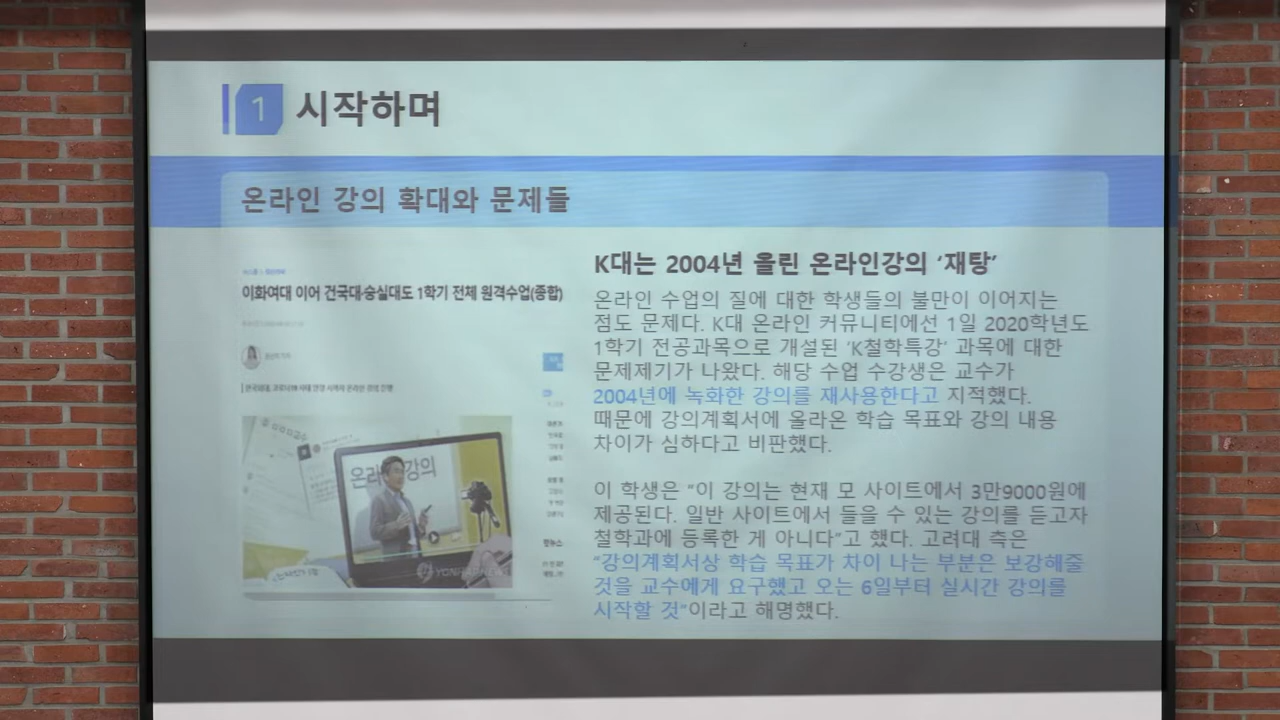 1 시작하며
온라인 강의 확대와 문제들
이화여대 이어 건국대·숭실대도 1학기 전체 원격수업(종합)
온라인 강의
YONHAPNEWS
K대는 2004년 올린 온라인강의 ‘재탕’
온라인 수업의 질에 대한 학생들의 불만이 이어지는
점도 문제다. K대 온라인 커뮤니티에선 1일 2020학년도
1학기 전공과목으로 개설된 ‘K철학특강’ 과목에 대한
문제제기가 나왔다. 해당 수업 수강생은 교수가
2004년에 녹화한 강의를 재사용한다고 지적했다.
때문에 강의계획서에 올라온 학습 목표와 강의 내용
차이가 심하다고 비판했다.
이 학생은 “이 강의는 현재 모 사이트에서 3만9000원에
제공된다. 일반 사이트에서 들을 수 있는 강의를 듣고자
철학과에 등록한 게 아니다”고 했다. 고려대 측은
“강의계획서상 학습 목표가 차이 나는 부분은 보강해줄
것을 교수에게 요구했고 오는 6일부터 실시간 강의를
시작할 것”이라고 해명했다.